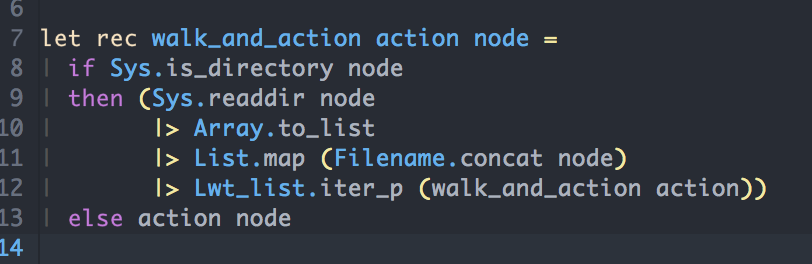 6
7 let rec walk_and_action action node =
8 | if Sys.is_directory node
9 | then (Sys.readdir node
10 |> Array.to_list
11 |> List.map (Filename.concat node)
12 |> Lwt_list.iter_p (walk_and_action action))
13 | else action node
14